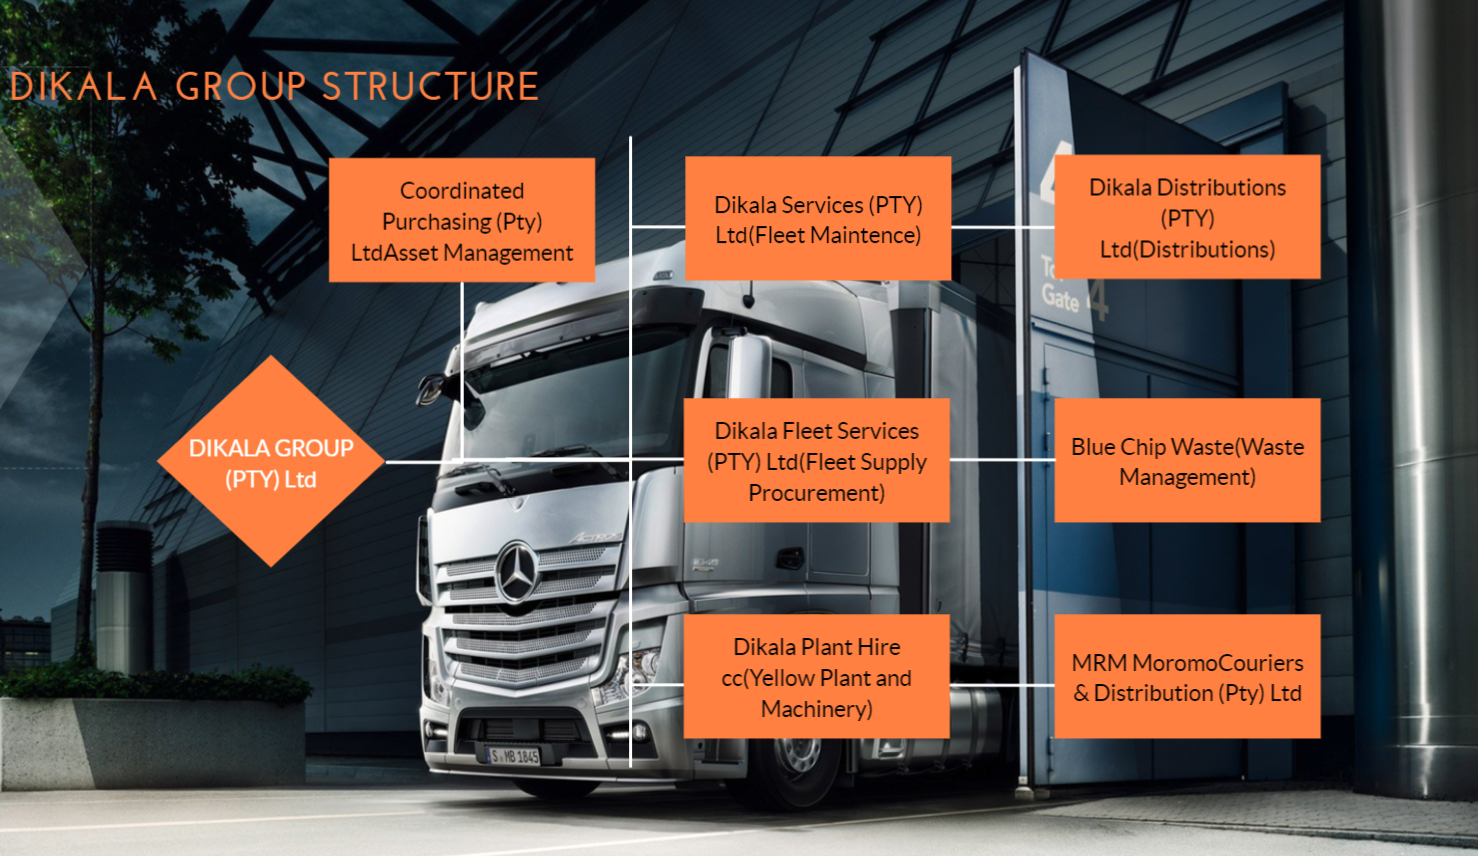 DIKALA GROUP STRUCTURE
Coordinated
Purchasing (Pty)
LtdAsset Management
Dikala Services (PTY)
Ltd(Fleet Maintence)
Dikala Distributions
(PTY)
Ltd(Distributions)
4
Gate 4
DIKALA GROUP
(PTY) Ltd
Dikala Fleet Services
(PTY) Ltd(Fleet Supply
Procurement)
Blue Chip Waste(Waste
Management)
Actros
Dikala Plant Hire
cc(Yellow Plant and
Machinery)
MRM MoromoCouriers
& Distribution (Pty) Ltd
S MB 1845